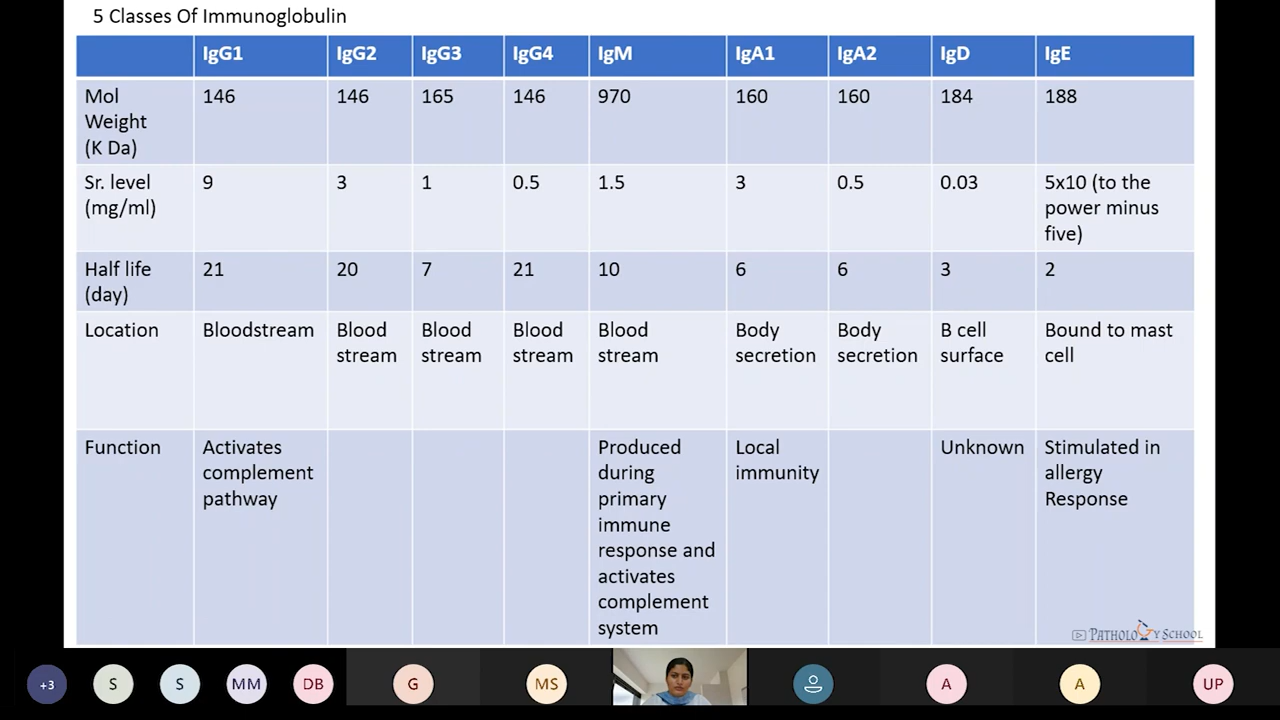 5 Classes Of Immunoglobulin
IgG1 IgG2 IgG3 IgG4 IgM IgA1 IgA2 IgD IgE
Mol 146 146 165 146 970 160 160 184 188
Weight
(K Da)
Sr. level 9 3 1 0.5 1.5 3 0.5 0.03 5x10 (to the
(mg/ml) power minus
five)
Half life 21 20 7 21 10 6 6 3 2
(day)
Location Bloodstream Blood Blood Blood Blood Body Body B cell Bound to mast
stream stream stream stream secretion secretion surface cell
Function Activates Produced Local Unknown Stimulated in
complement during immunity allergy
pathway primary Response
immune
response and
activates
complement
system
PATHOLOGY SCHOOL
+3 S S MM DB G MS A A UP